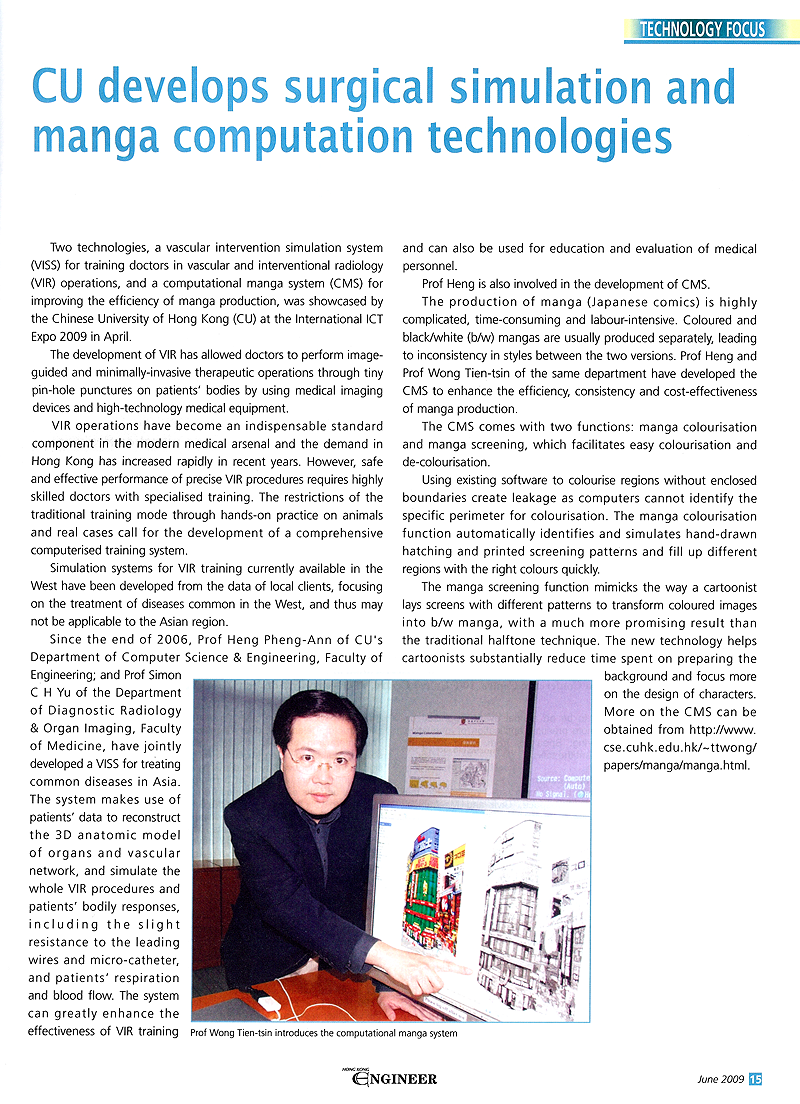 TECHNOLOGY FOCUS
CU develops surgical simulation and
manga computation technologies
Two technologies, a vascular intervention simulation system
(VISS) for training doctors in vascular and interventional radiology
(VIR) operations, and a computational manga system (CMS) for
improving the efficiency of manga production, was showcased by
the Chinese University of Hong Kong (CU) at the International ICT
Expo 2009 in April.
The development of VIR has allowed doctors to perform image-
guided and minimally-invasive therapeutic operations through tiny
pin-hole punctures on patients' bodies by using medical imaging
devices and high-technology medical equipment.
VIR operations have become an indispensable standard
component in the modern medical arsenal and the demand in
Hong Kong has increased rapidly in recent years. However, safe
and effective performance of precise VIR procedures requires highly
skilled doctors with specialised training. The restrictions of the
traditional training mode through hands-on practice on animals
and real cases call for the development of a comprehensive
computerised training system.
Simulation systems for VIR training currently available in the
West have been developed from the data of local clients, focusing
on the treatment of diseases common in the West, and thus may
not be applicable to the Asian region.
Since the end of 2006, Prof Heng Pheng-Ann of CU's
Department of Computer Science & Engineering, Faculty of
Engineering; and Prof Simon
C H Yu of the Department
of Diagnostic Radiology
& Organ Imaging, Faculty
of Medicine, have jointly
developed a VISS for treating
common diseases in Asia.
The system makes use of
patients' data to reconstruct
the 3D anatomic model
of organs and vascular
network, and simulate the
whole VIR procedures and
patients' bodily responses,
including the slight
resistance to the leading
wires and micro-catheter,
and patients' respiration
and blood flow. The system
can greatly enhance the
effectiveness of VIR training
and can also be used for education and evaluation of medical
personnel.
Prof Heng is also involved in the development of CMS.
The production of manga (Japanese comics) is highly
complicated, time-consuming and labour-intensive. Coloured and
black/white (b/w) mangas are usually produced separately, leading
to inconsistency in styles between the two versions. Prof Heng and
Prof Wong Tien-tsin of the same department have developed the
CMS to enhance the efficiency, consistency and cost-effectiveness
of manga production.
The CMS comes with two functions: manga colourisation
and manga screening, which facilitates easy colourisation and
de-colourisation.
Using existing software to colourise regions without enclosed
boundaries create leakage as computers cannot identify the
specific perimeter for colourisation. The manga colourisation
function automatically identifies and simulates hand-drawn
hatching and printed screening patterns and fill up different
regions with the right colours quickly.
The manga screening function mimicks the way a cartoonist
lays screens with different patterns to transform coloured images
into b/w manga, with a much more promising result than
the traditional halftone technique. The new technology helps
cartoonists substantially reduce time spent on preparing the
background and focus more
on the design of characters.
More on the CMS can be
obtained from http://www.
cse.cuhk.edu.hk/~ttwong/
papers/manga/manga.html.
Manga Colorization
Source: Compute
(Auto)
No Signal.
Prof Wong Tien-tsin introduces the computational manga system
HONG KONG
ENGINEER
June 2009 15